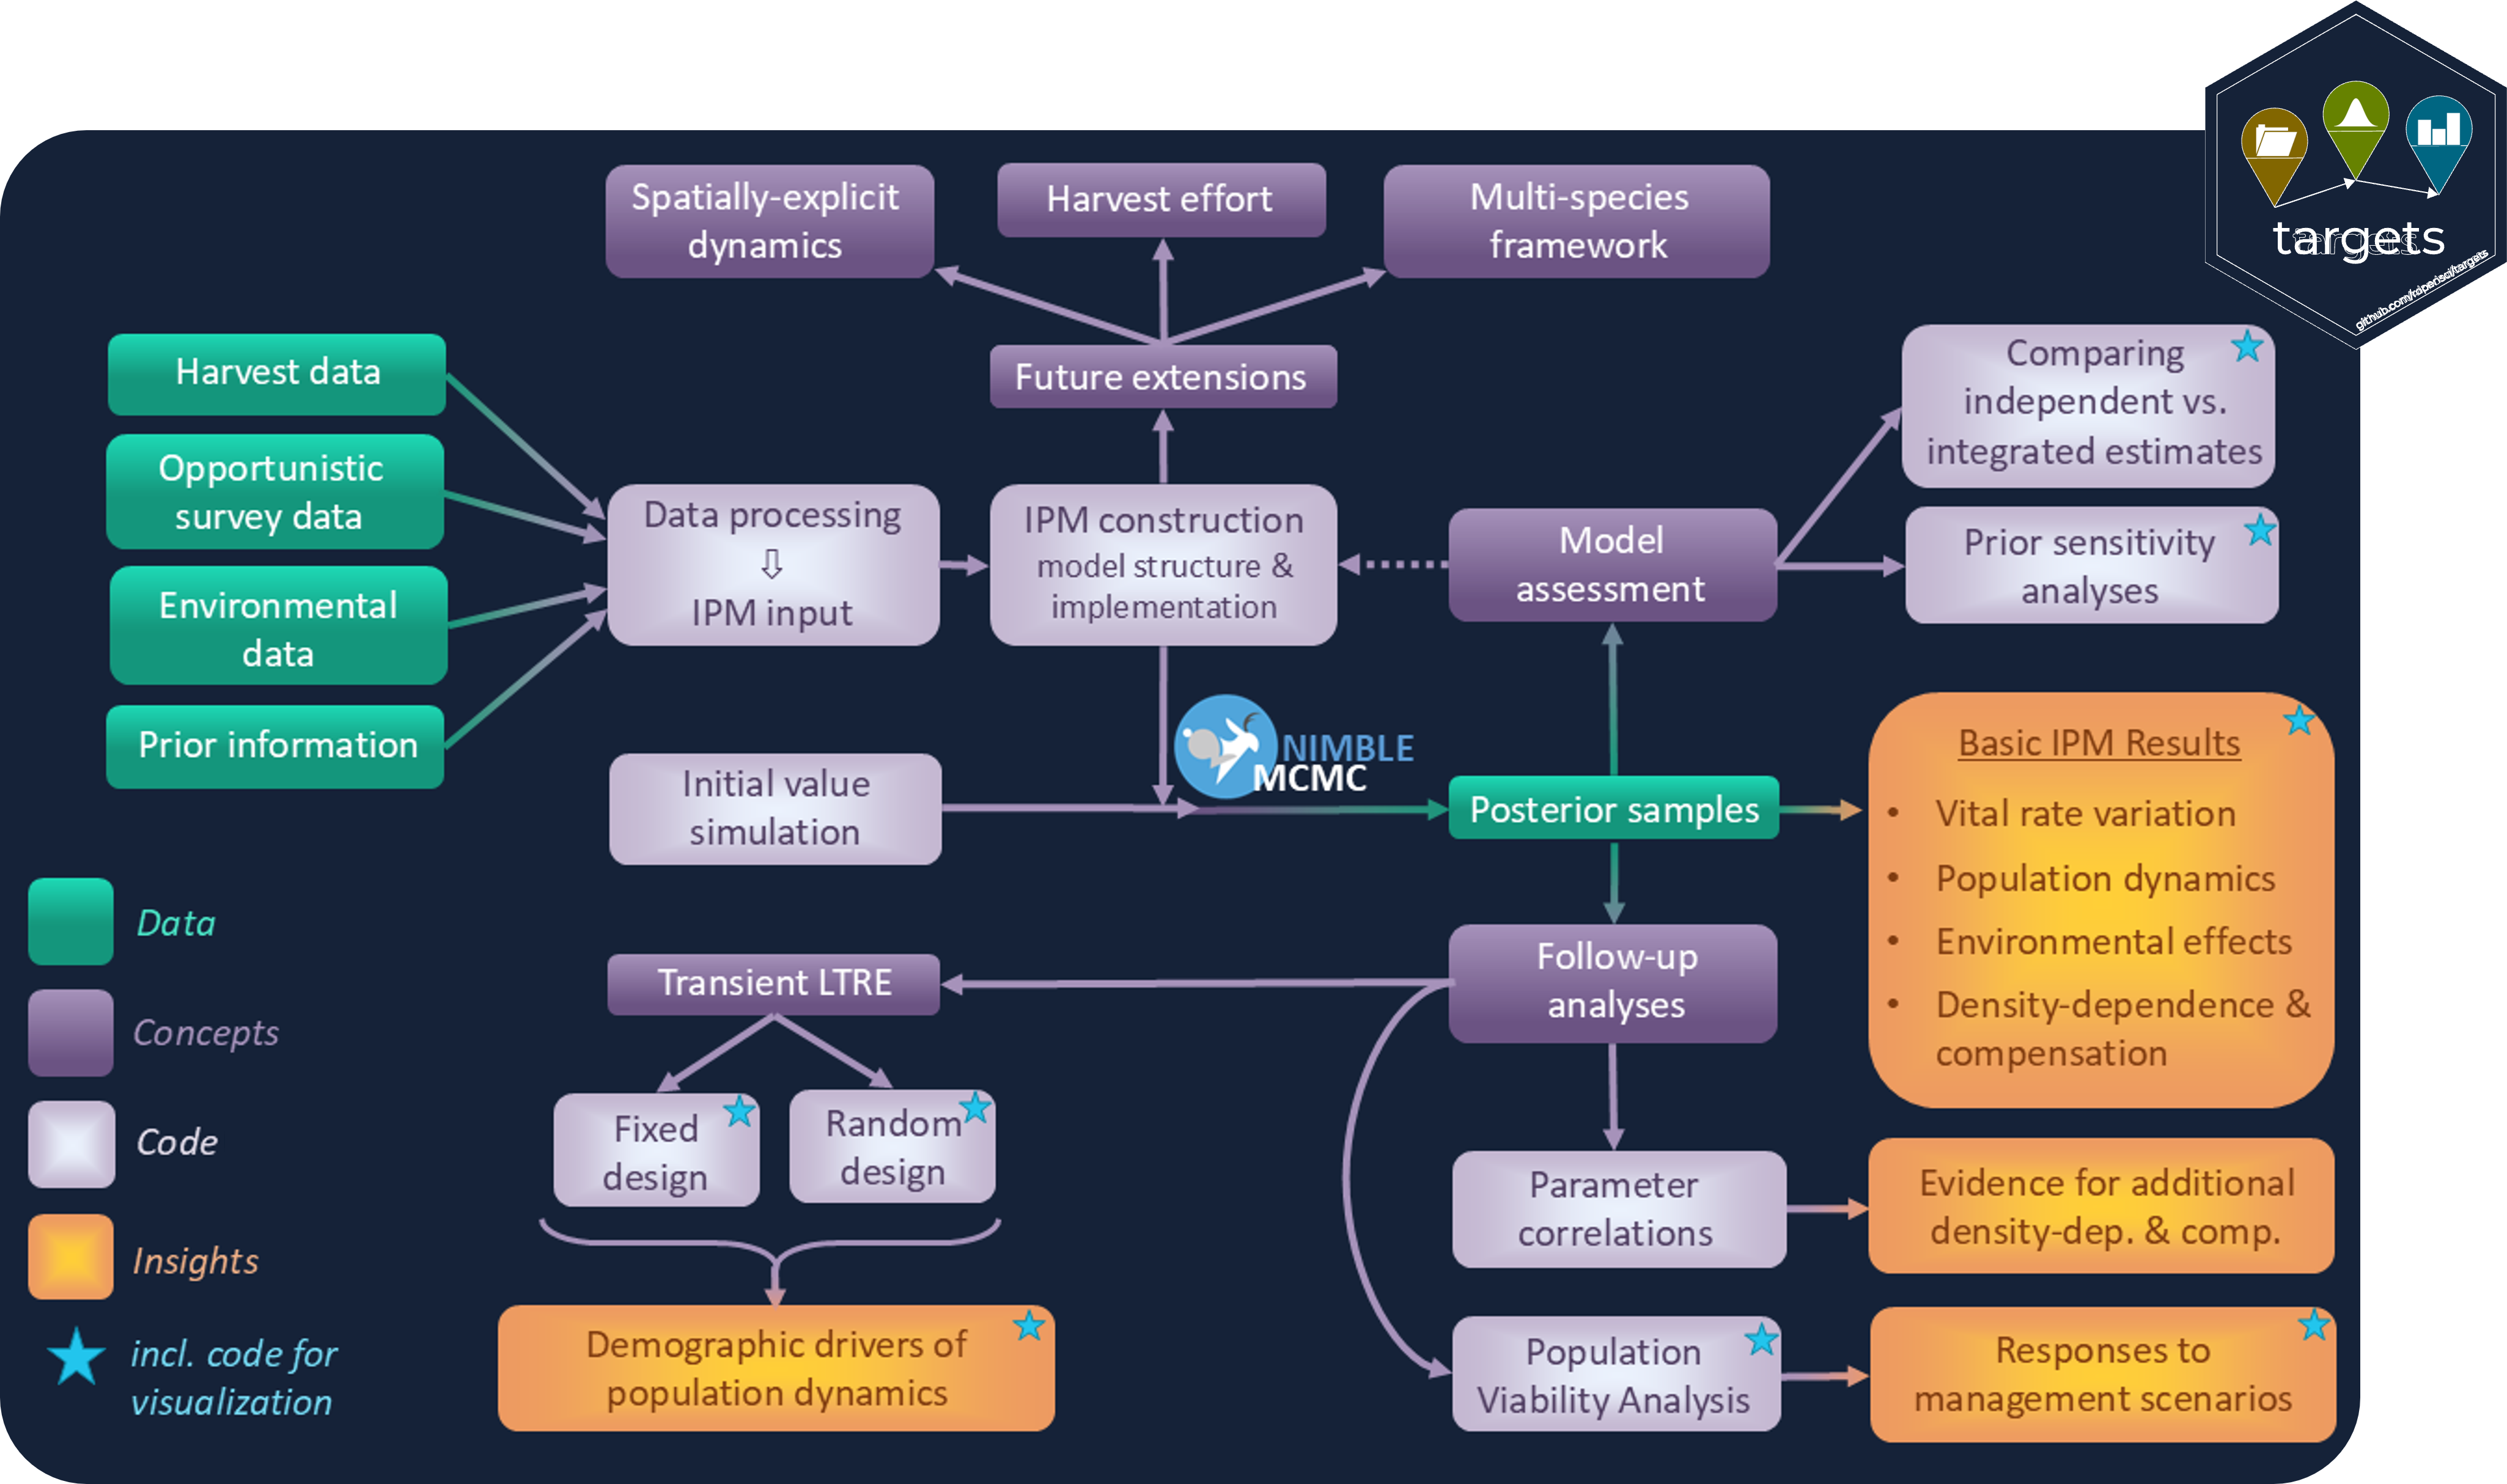 targets
github.com/ropensci/targets
Spatially-explicit
dynamics
Harvest effort
Multi-species
framework
Future extensions
Harvest data
Opportunistic
survey data
Environmental
data
Prior information
Data processing
⇩
IPM input
IPM construction
model structure &
implementation
Model
assessment
Comparing
independent vs.
integrated estimates
Prior sensitivity
analyses
Initial value
simulation
NIMBLE
MCMC
Posterior samples
Basic IPM Results
• Vital rate variation
• Population dynamics
• Environmental effects
• Density-dependence &
compensation
Follow-up
analyses
Transient LTRE
Fixed
design
Random
design
Demographic drivers of
population dynamics
Parameter
correlations
Evidence for additional
density-dep. & comp.
Population
Viability Analysis
Responses to
management scenarios
Data
Concepts
Code
Insights
incl. code for
visualization